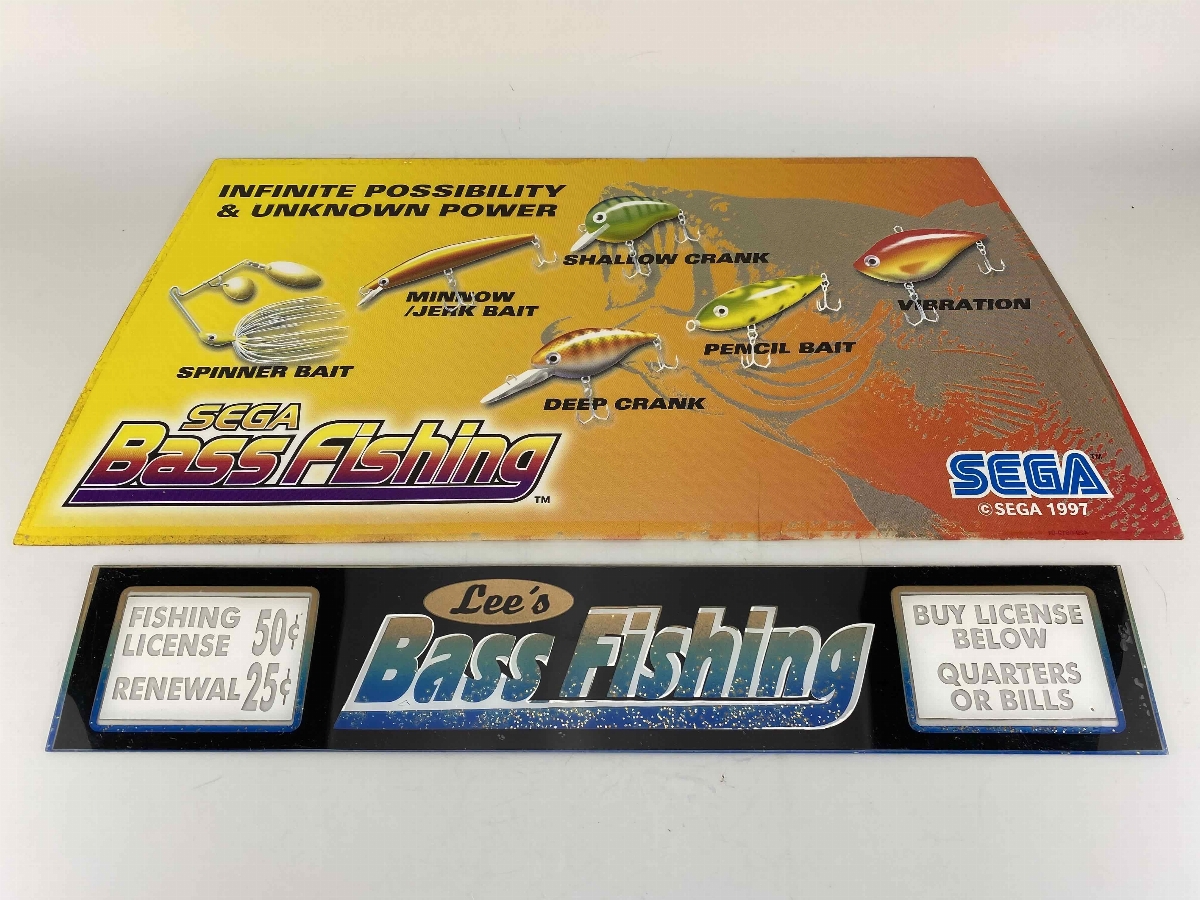 INFINITE POSSIBILITY
& UNKNOWN POWER
SHALLOW CRANK
MINNOW
/JERK BAIT
VIBRATION
PENCIL BAIT
SPINNER BAIT
DEEP CRANK
SEGA
Bass Fishing
TM
SEGA TM
© SEGA 1997
Lee's
Bass Fishing
FISHING
LICENSE 50¢
RENEWAL 25¢
BUY LICENSE
BELOW
QUARTERS
OR BILLS